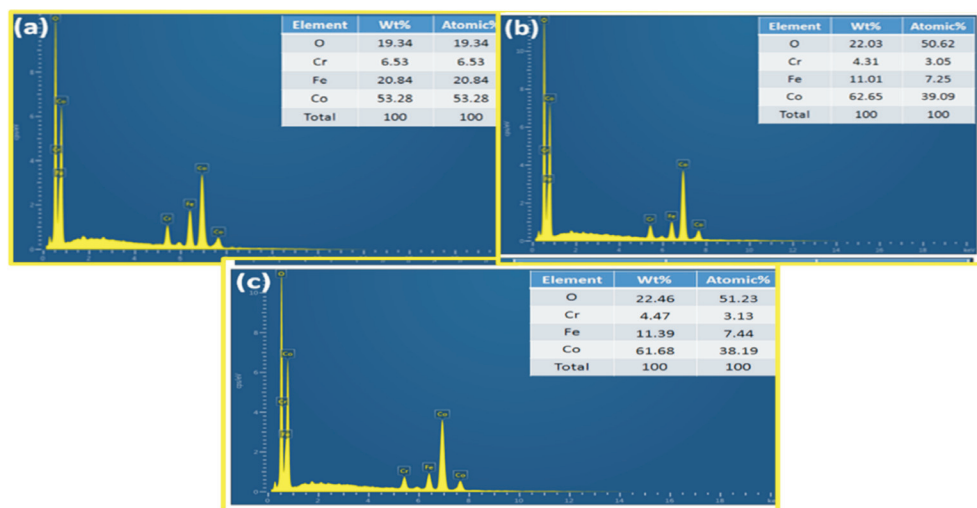 (a)
Element Wt% Atomic%
O 19.34 19.34
Cr 6.53 6.53
Fe 20.84 20.84
Co 53.28 53.28
Total 100 100
O
Co
Cr
Fe
Cr
Fe
Co
Co
(b)
Element Wt% Atomic%
O 22.03 50.62
Cr 4.31 3.05
Fe 11.01 7.25
Co 62.65 39.09
Total 100 100
Co
Cr
Fe
Cr
Fe
Co
Co
(c)
Element Wt% Atomic%
O 22.46 51.23
Cr 4.47 3.13
Fe 11.39 7.44
Co 61.68 38.19
Total 100 100
O
Co
Cr
Fe
Cr
Fe
Co
Co